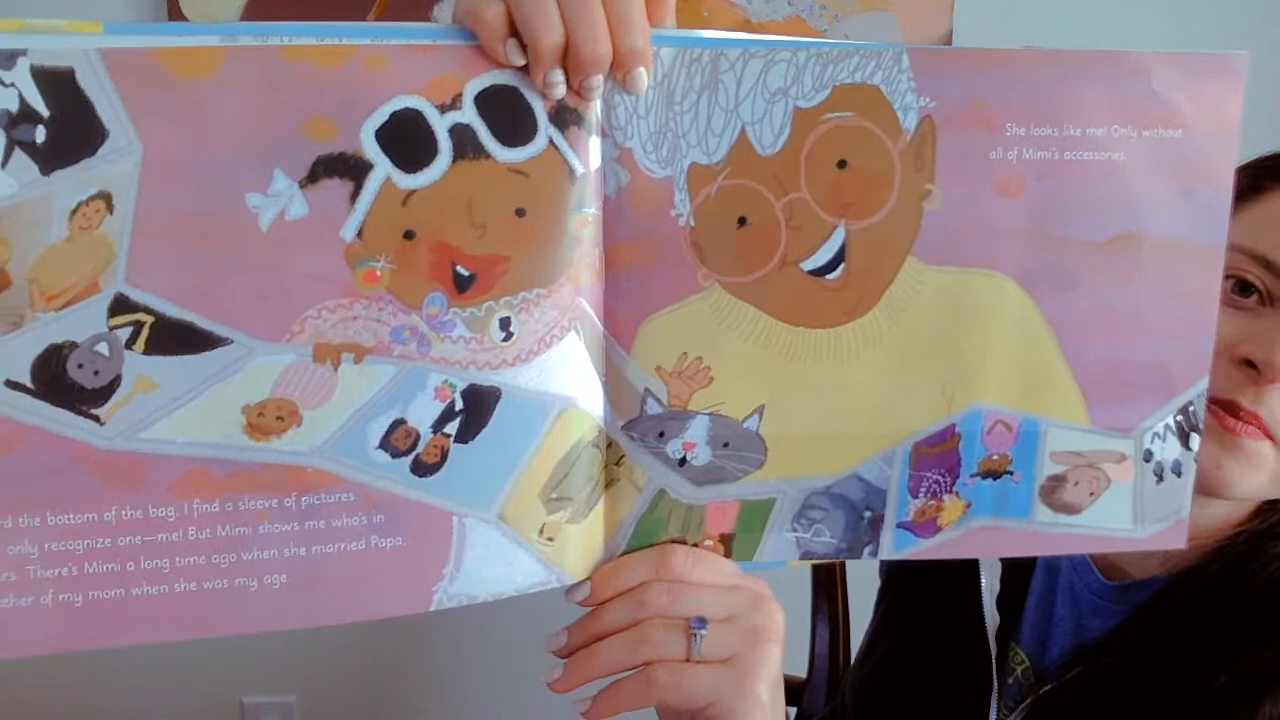 rd the bottom of the bag, I find a sleeve of pictures.
only recognize one—me! But Mimi shows me who's in
rs. There's Mimi a long time ago when she married Papa.
ther of my mom when she was my age
She looks like me! Only without
all of Mimi's accessories.